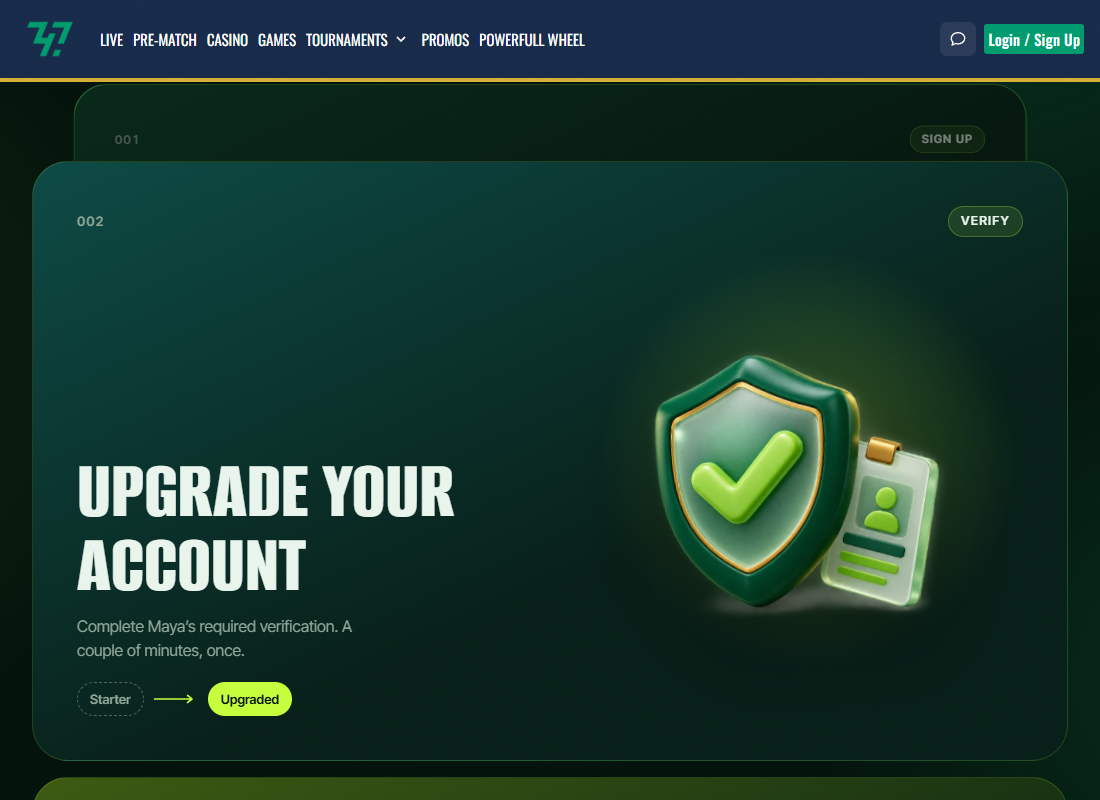 LIVE PRE-MATCH CASINO GAMES TOURNAMENTS PROMOS POWERFULL WHEEL Login / Sign Up
001 SIGN UP
002 VERIFY
UPGRADE YOUR
ACCOUNT
Complete Maya's required verification. A
couple of minutes, once.
Starter Upgraded